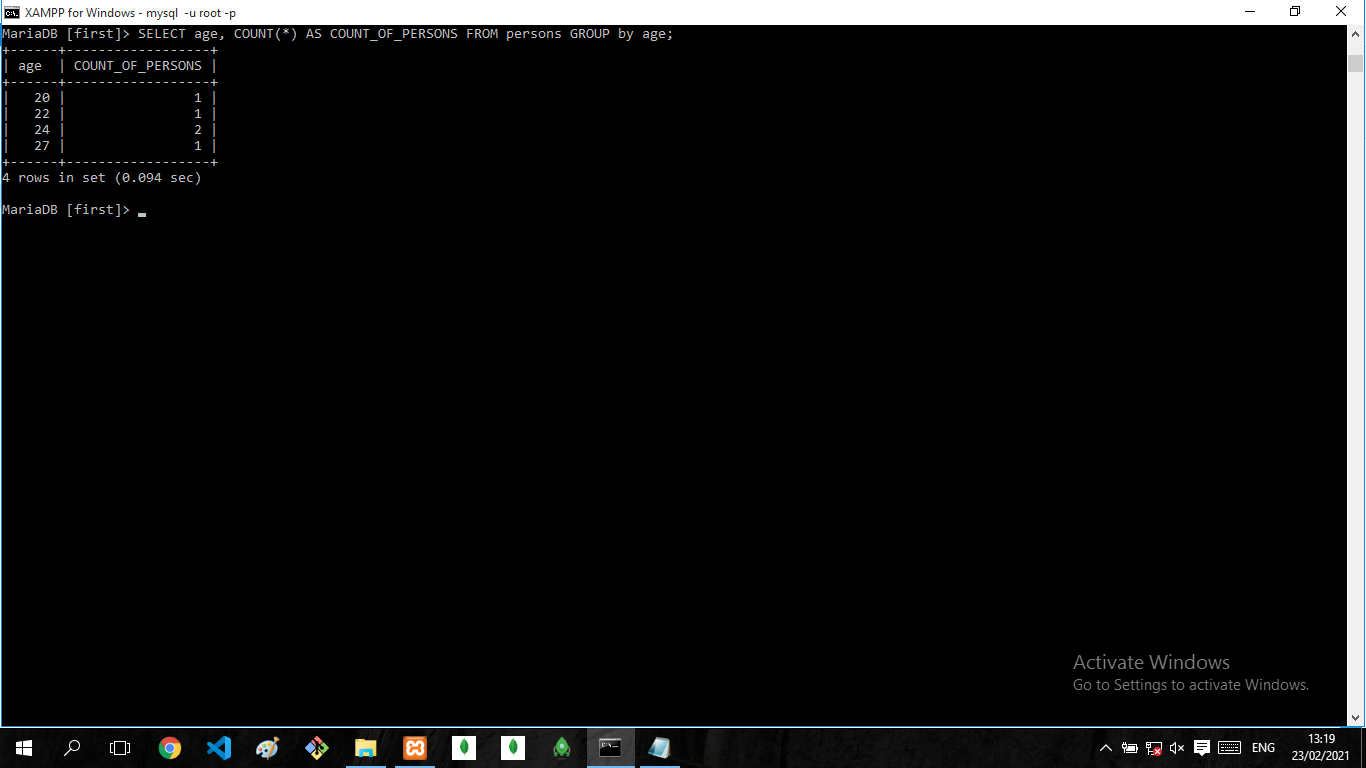 XAMPP for Windows - mysql  -u root -p
MariaDB [first]> SELECT age, COUNT(*) AS COUNT_OF_PERSONS FROM persons GROUP by age;
+------+------------------+
| age  | COUNT_OF_PERSONS |
+------+------------------+
|   20 |                1 |
|   22 |                1 |
|   24 |                2 |
|   27 |                1 |
+------+------------------+
4 rows in set (0.094 sec)
MariaDB [first]> _
Activate Windows
Go to Settings to activate Windows.
ENG
13:19
23/02/2021